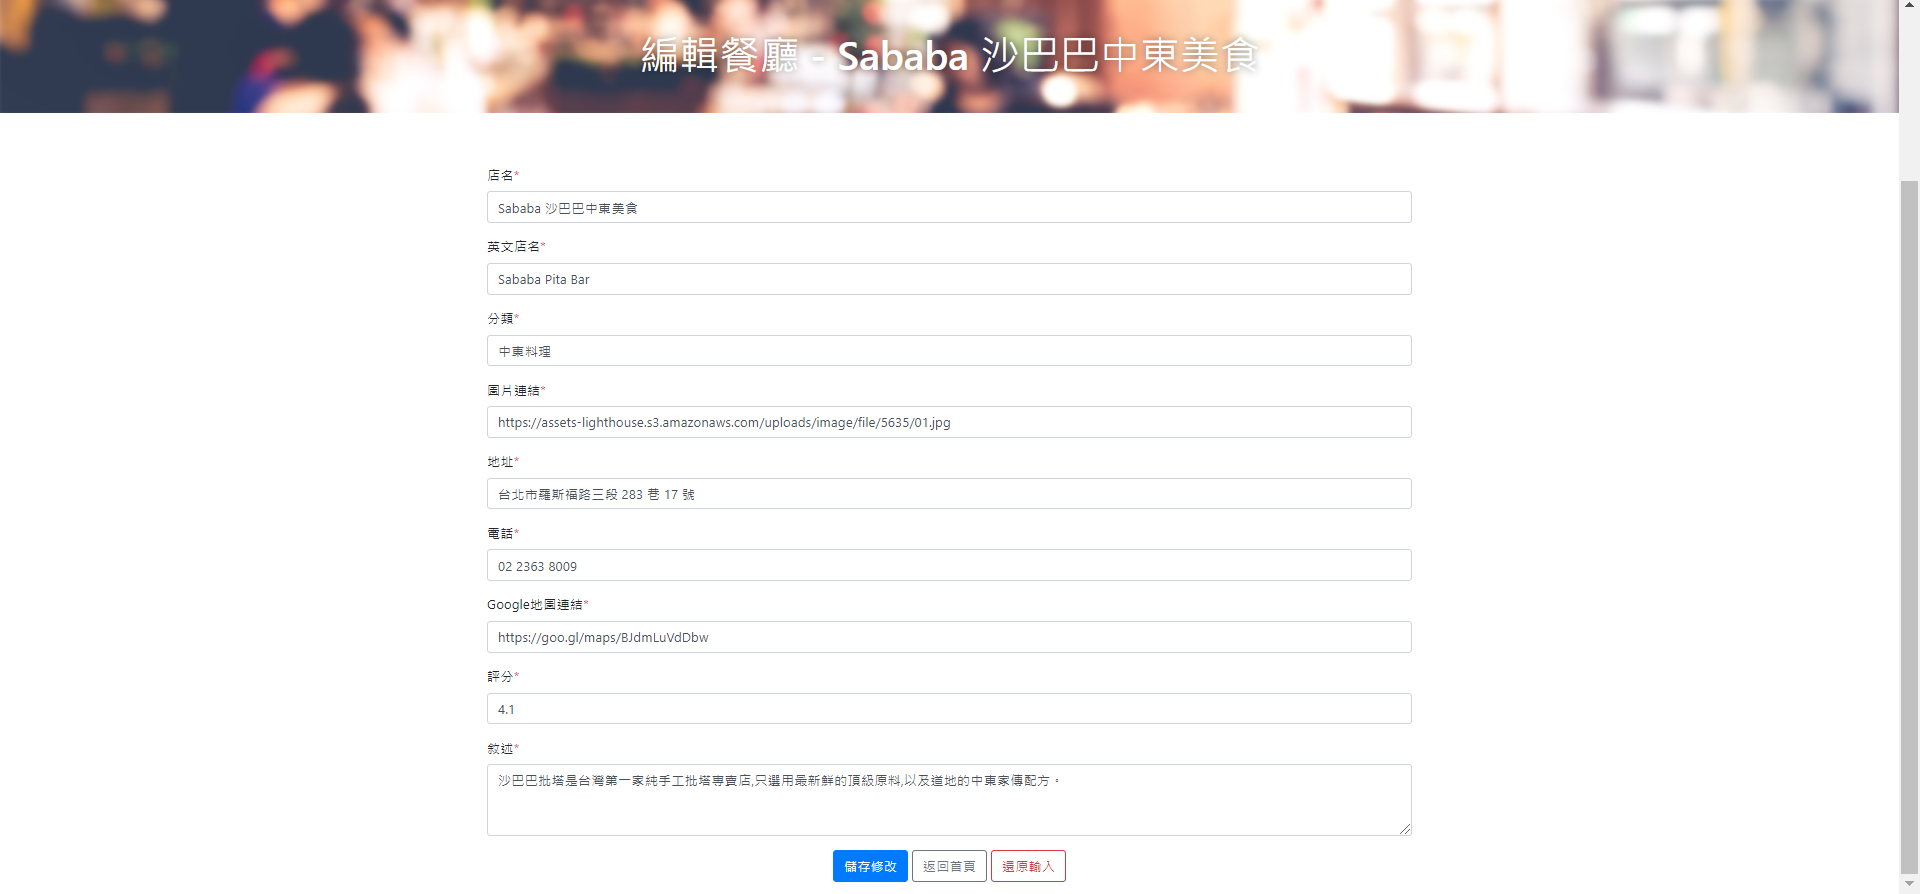 編輯餐廳 - Sababa 沙巴巴中東美食
店名*
Sababa 沙巴巴中東美食
英文店名*
Sababa Pita Bar
分類*
中東料理
圖片連結*
https://assets-lighthouse.s3.amazonaws.com/uploads/image/file/5635/01.jpg
地址*
台北市羅斯福路三段 283 巷 17 號
電話*
02 2363 8009
Google地圖連結*
https://goo.gl/maps/BJdmLuVdDbw
評分*
4.1
敘述*
沙巴巴批塔是台灣第一家純手工批塔專賣店,只選用最新鮮的頂級原料,以及道地的中東家傳配方。
儲存修改 返回首頁 還原輸入